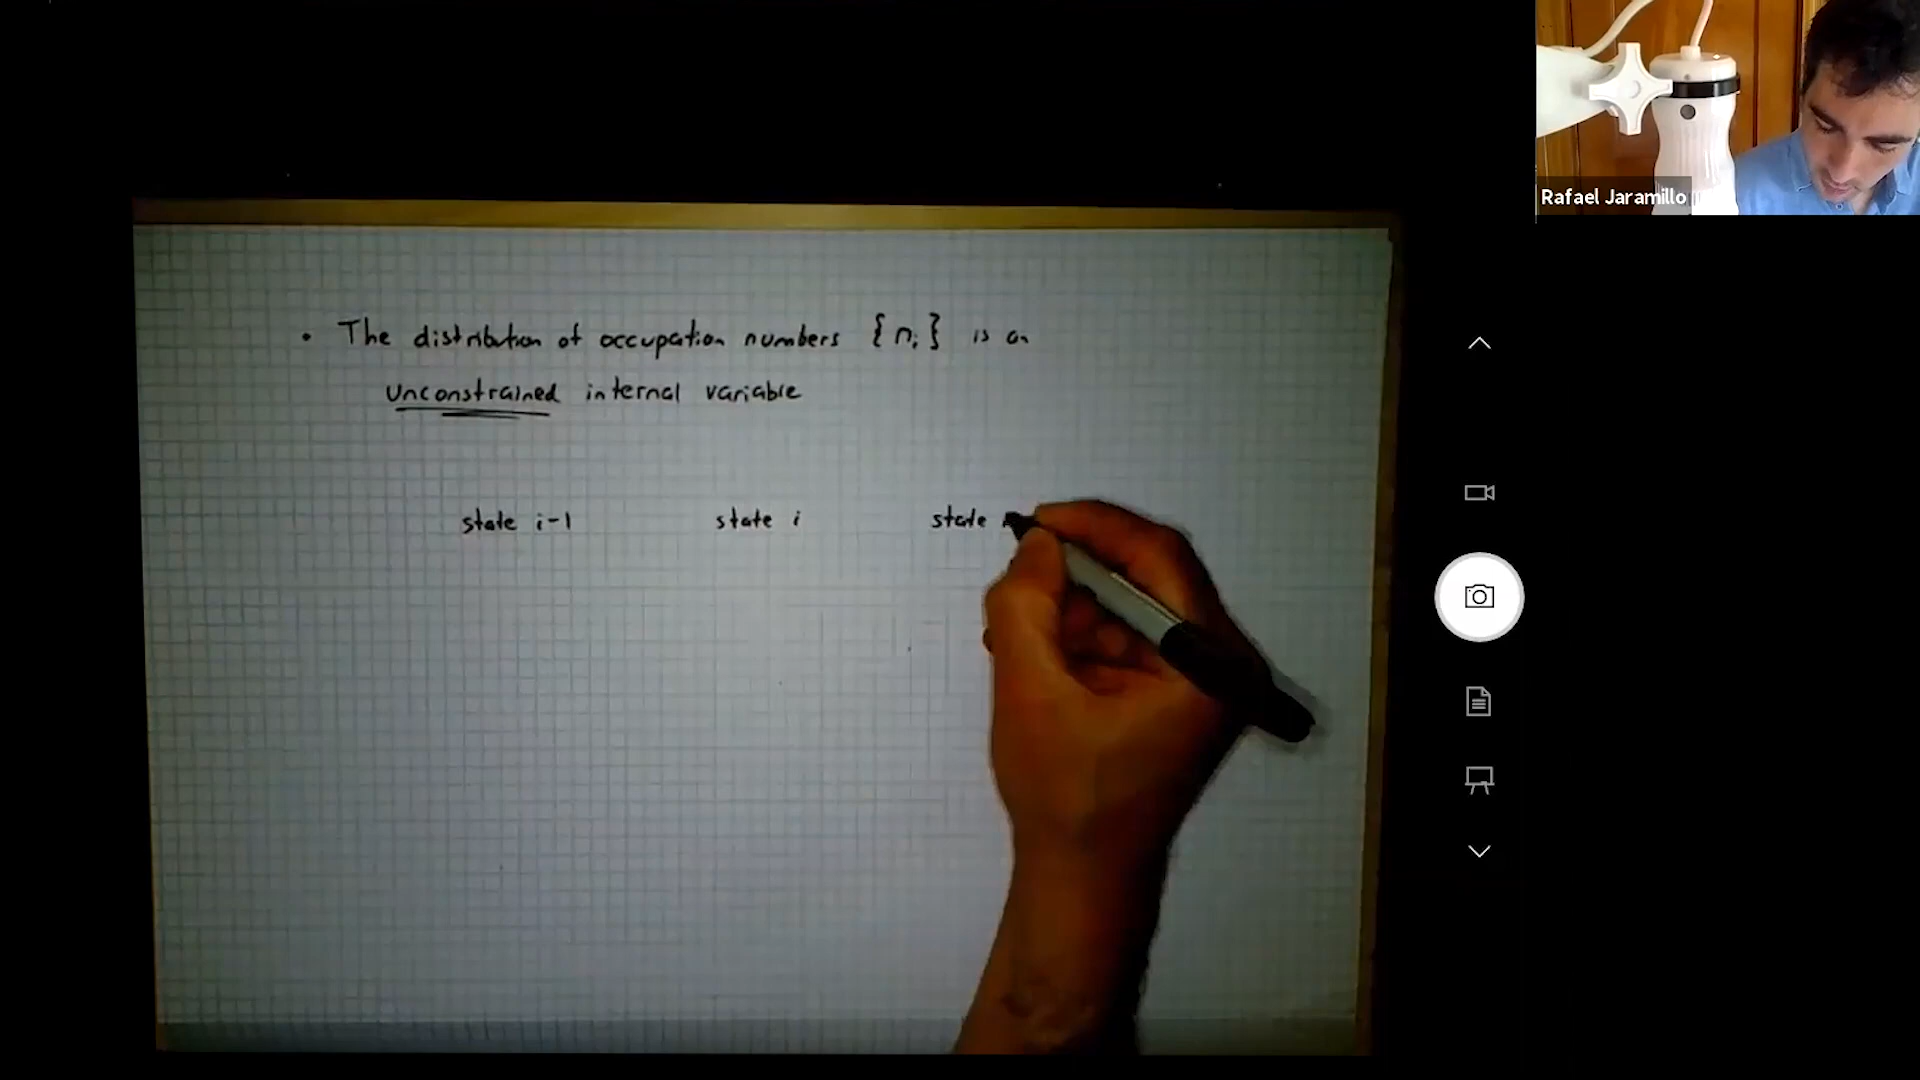 Rafael Jaramillo
• The distribution of occupation numbers {nᵢ} is an
unconstrained internal variable
state i-1 state i state